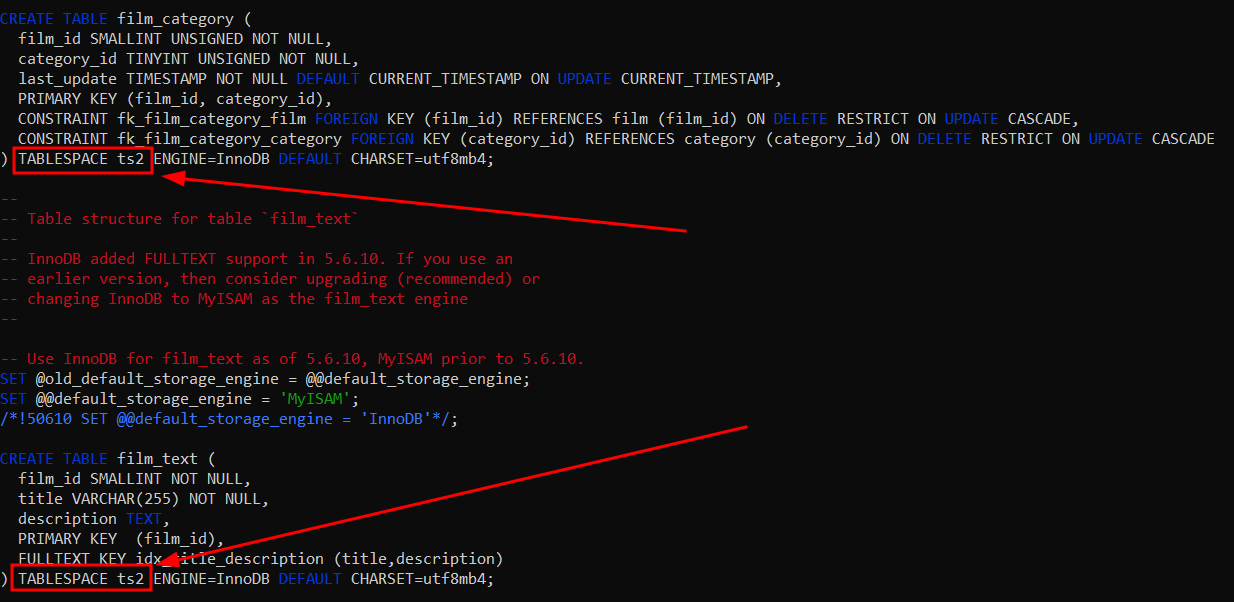 CREATE TABLE film_category (
  film_id SMALLINT UNSIGNED NOT NULL,
  category_id TINYINT UNSIGNED NOT NULL,
  last_update TIMESTAMP NOT NULL DEFAULT CURRENT_TIMESTAMP ON UPDATE CURRENT_TIMESTAMP,
  PRIMARY KEY (film_id, category_id),
  CONSTRAINT fk_film_category_film FOREIGN KEY (film_id) REFERENCES film (film_id) ON DELETE RESTRICT ON UPDATE CASCADE,
  CONSTRAINT fk_film_category_category FOREIGN KEY (category_id) REFERENCES category (category_id) ON DELETE RESTRICT ON UPDATE CASCADE
) TABLESPACE ts2 ENGINE=InnoDB DEFAULT CHARSET=utf8mb4;
--
-- Table structure for table `film_text`
--
-- InnoDB added FULLTEXT support in 5.6.10. If you use an
-- earlier version, then consider upgrading (recommended) or
-- changing InnoDB to MyISAM as the film_text engine
--
-- Use InnoDB for film_text as of 5.6.10, MyISAM prior to 5.6.10.
SET @old_default_storage_engine = @@default_storage_engine;
SET @@default_storage_engine = 'MyISAM';
/*!50610 SET @@default_storage_engine = 'InnoDB'*/;
CREATE TABLE film_text (
  film_id SMALLINT NOT NULL,
  title VARCHAR(255) NOT NULL,
  description TEXT,
  PRIMARY KEY  (film_id),
  FULLTEXT KEY idx_title_description (title,description)
) TABLESPACE ts2 ENGINE=InnoDB DEFAULT CHARSET=utf8mb4;